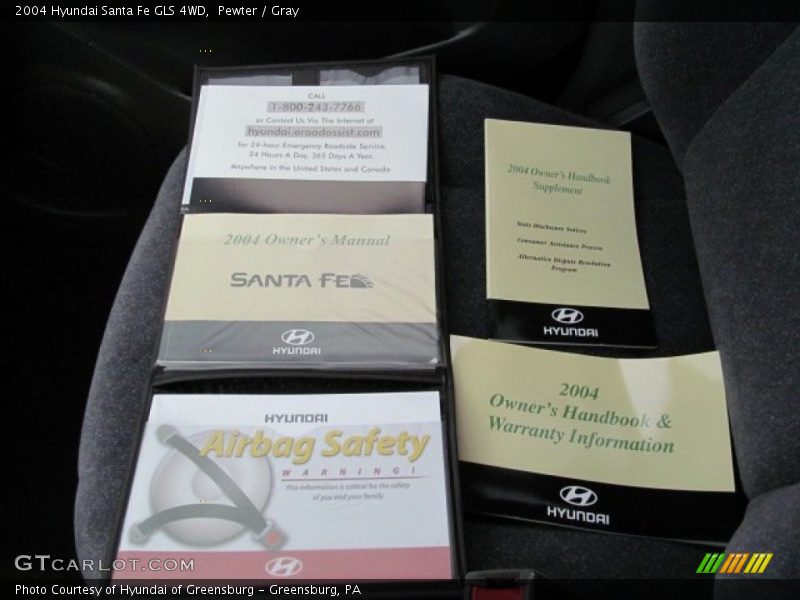 2004 Hyundai Santa Fe GLS 4WD, Pewter / Gray
CALL
1-800-243-7766
or Contact Us Via The Internet at
hyundai.eroadassist.com
for 24-hour Emergency Roadside Service,
24 Hours A Day, 365 Days A Year.
Anywhere in the United States and Canada
2004 Owner's Manual
SANTA FE
HYUNDAI
HYUNDAI
Airbag Safety
WARNING!
This information is critical for the safety
of you and your family
2004 Owner's Handbook
Supplement
State Disclosure Notices
Consumer Assistance Process
Alternative Dispute Resolution
Program
HYUNDAI
2004
Owner's Handbook &
Warranty Information
HYUNDAI
GTCARLOT.COM
Photo Courtesy of Hyundai of Greensburg - Greensburg, PA